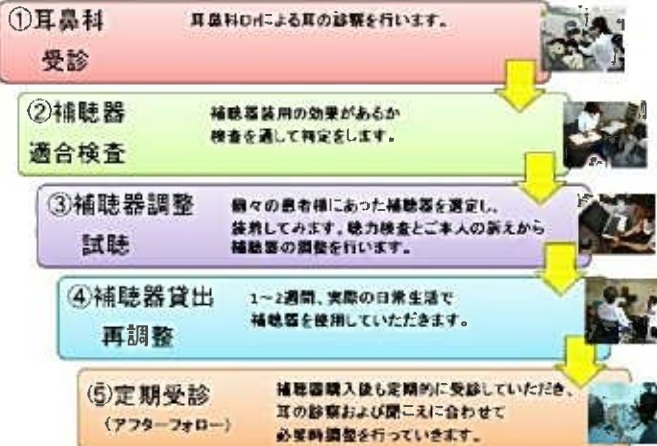 ①耳鼻科
受診
耳鼻科Drによる耳の診察を行います。
②補聴器
適合検査
補聴器装用の効果があるか
検査を通して判定をします。
③補聴器調整
試聴
個々の患者様にあった補聴器を選定し、
装着してみます。聴力検査とご本人の訴えから
補聴器の調整を行います。
④補聴器貸出
再調整
1~2週間、実際の日常生活で
補聴器を使用していただきます。
⑤定期受診
(アフターフォロー)
補聴器購入後も定期的に受診していただき、
耳の診察および聞こえに合わせて
必要時調整を行っていきます。